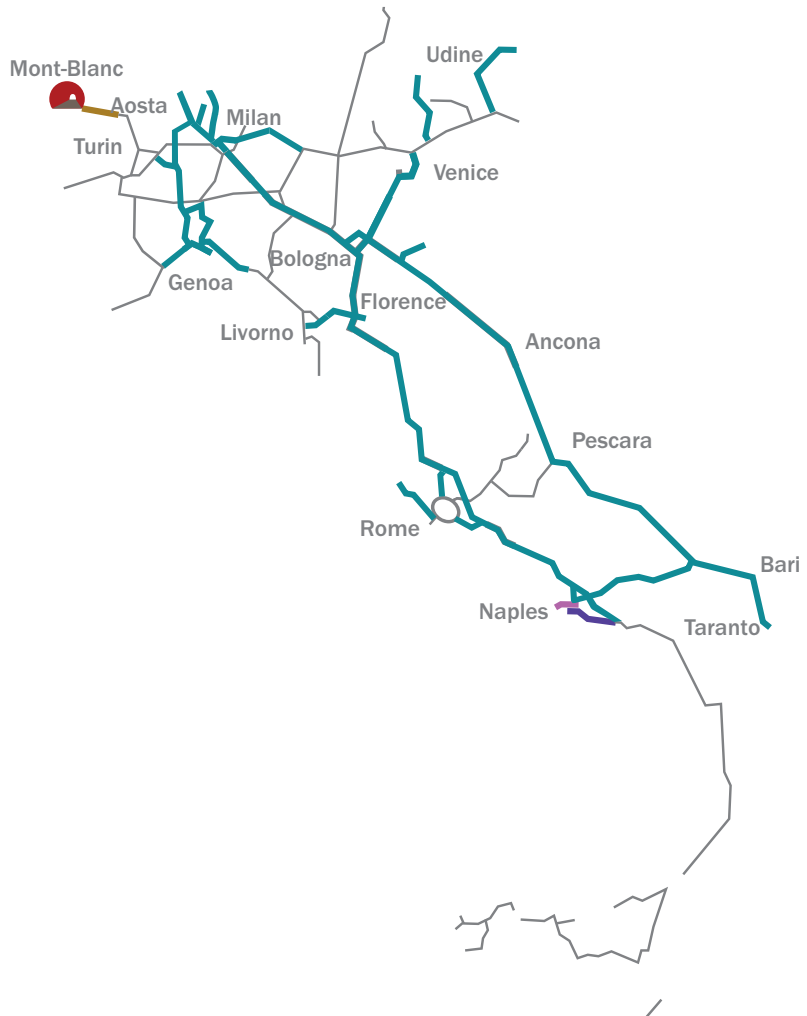 Udine
Mont-Blanc
Aosta
Milan
Turin
Venice
Bologna
Genoa
Florence
Livorno
Ancona
Pescara
Rome
Bari
Naples
Taranto